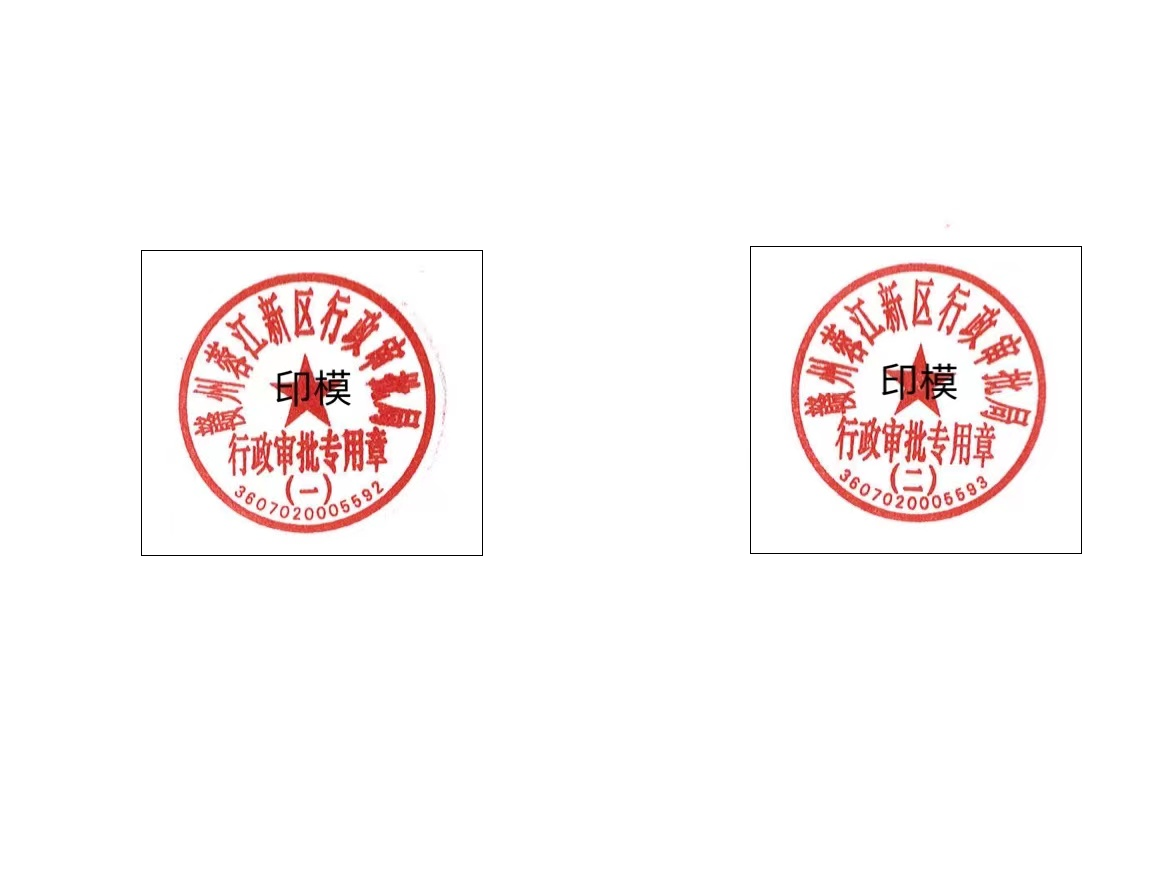 赣州蓉江新区行政审批局
印模
行政审批专用章
(一)
3607020005592
赣州蓉江新区行政审批局
印模
行政审批专用章
(二)
3607020005593